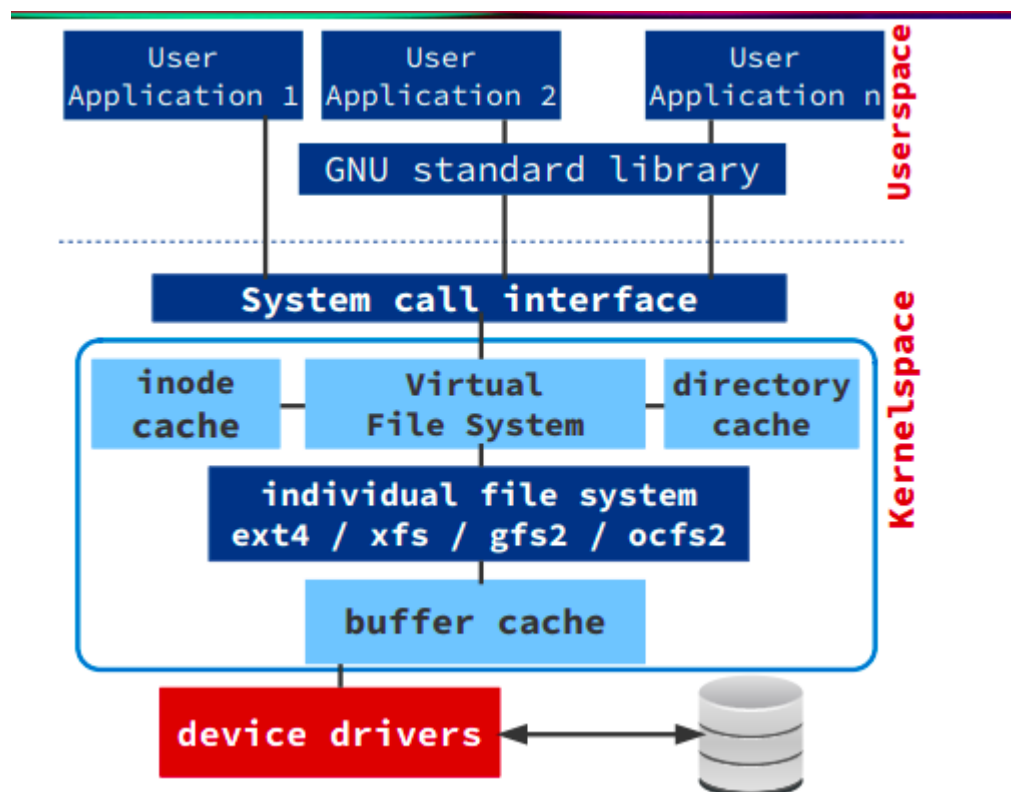 User
Application 1
User
Application 2
User
Application n
Userspace
GNU standard library
System call interface
Kernelspace
inode
cache
Virtual
File System
directory
cache
individual file system
ext4 / xfs / gfs2 / ocfs2
buffer cache
device drivers